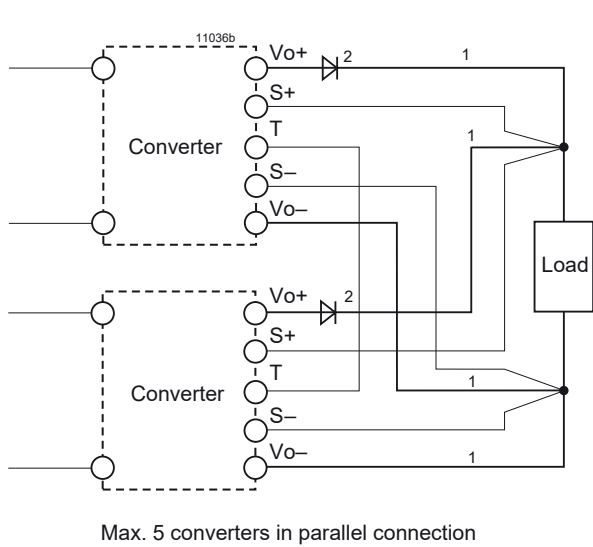 11036b
Vo+
2
1
S+
T
1
Converter
S–
Vo–
Load
Vo+
2
S+
T
1
Converter
S–
Vo–
1
Max. 5 converters in parallel connection